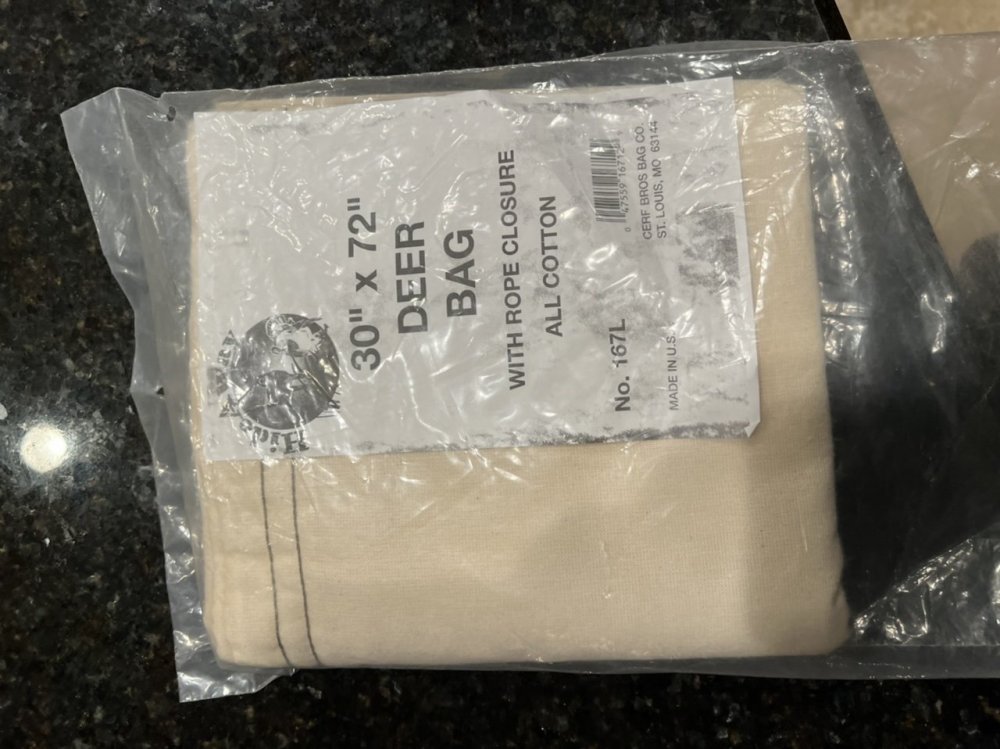 30" x 72"
DEER
BAG
WITH ROPE CLOSURE
ALL COTTON
No. 167L
MADE IN U.S.
CERF BROS BAG CO.
ST. LOUIS, MO 63144